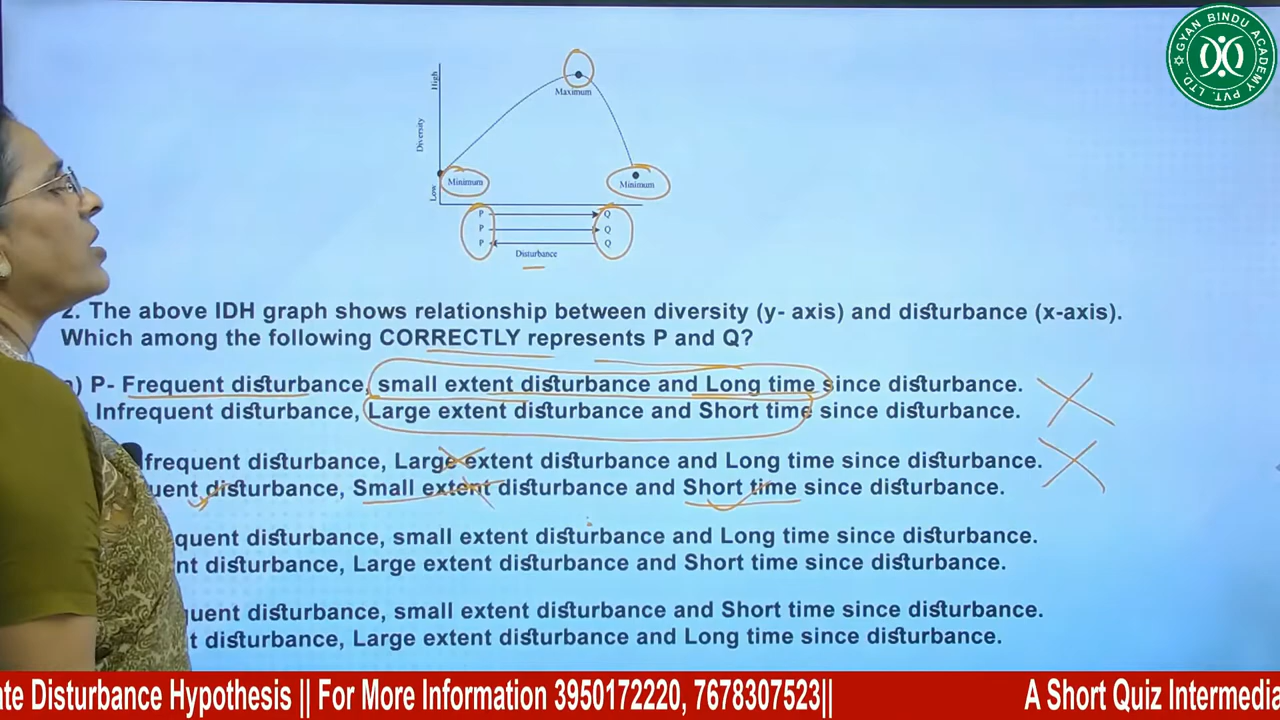 GYAN BINDU ACADEMY PVT. LTD.
High
Diversity
Low
Maximum
Minimum
Minimum
P Q
P Q
P Q
Disturbance
2. The above IDH graph shows relationship between diversity (y- axis) and disturbance (x-axis).
Which among the following CORRECTLY represents P and Q?
) P- Frequent disturbance, small extent disturbance and Long time since disturbance.
Infrequent disturbance, Large extent disturbance and Short time since disturbance.
frequent disturbance, Large extent disturbance and Long time since disturbance.
uent disturbance, Small extent disturbance and Short time since disturbance.
quent disturbance, small extent disturbance and Long time since disturbance.
nt disturbance, Large extent disturbance and Short time since disturbance.
quent disturbance, small extent disturbance and Short time since disturbance.
t disturbance, Large extent disturbance and Long time since disturbance.
ate Disturbance Hypothesis || For More Information 3950172220, 7678307523|| A Short Quiz Intermedia